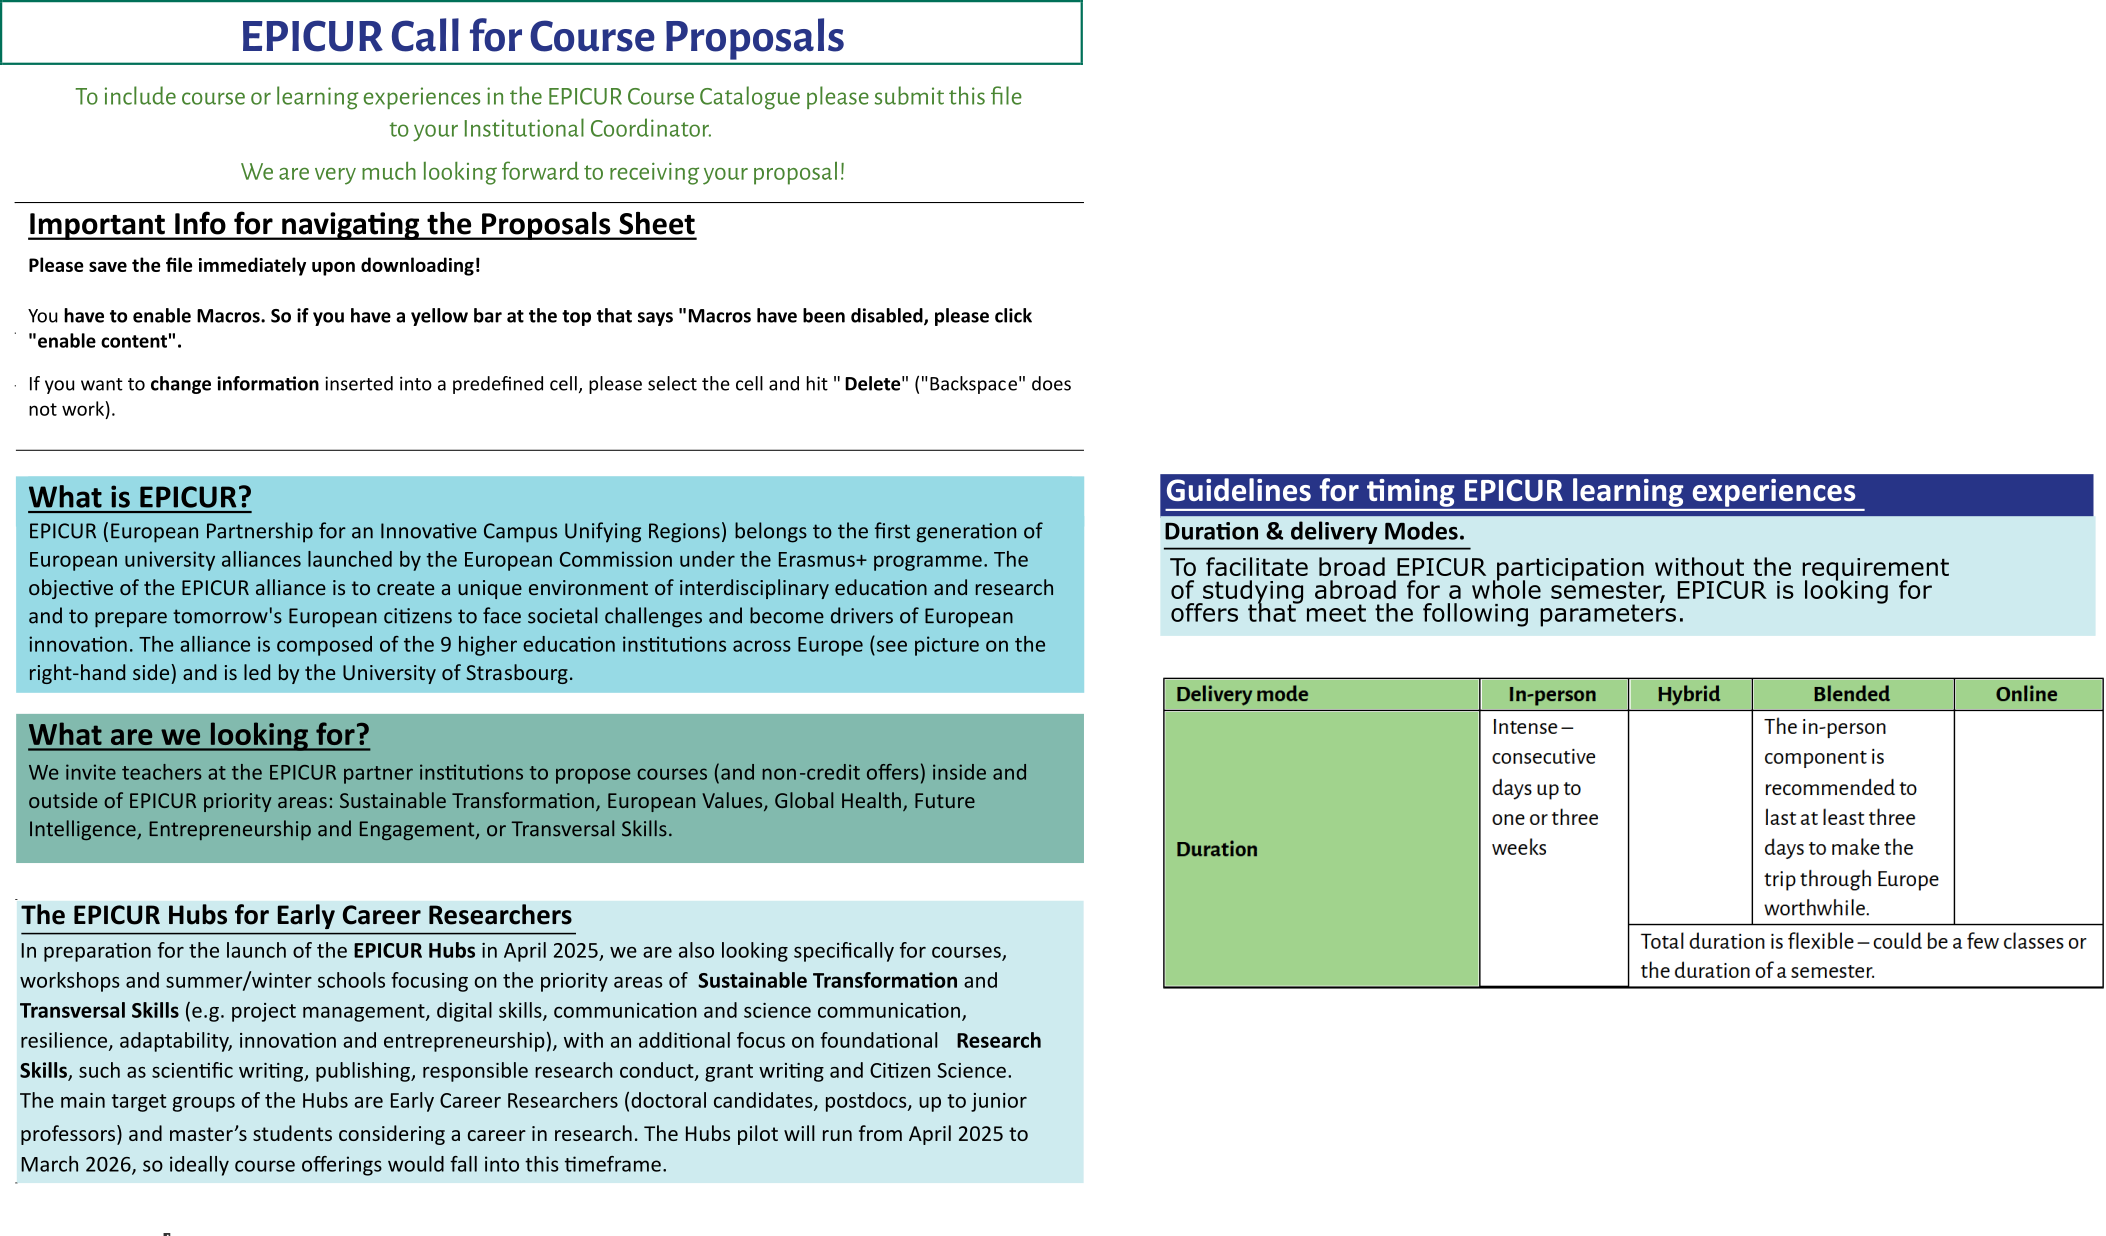 EPICUR Call for Course Proposals
To include course or learning experiences in the EPICUR Course Catalogue please submit this file
to your Institutional Coordinator.
We are very much looking forward to receiving your proposal!
Important Info for navigating the Proposals Sheet
Please save the file immediately upon downloading!
You have to enable Macros. So if you have a yellow bar at the top that says "Macros have been disabled, please click
"enable content".
If you want to change information inserted into a predefined cell, please select the cell and hit "Delete" ("Backspace" does
not work).
What is EPICUR?
EPICUR (European Partnership for an Innovative Campus Unifying Regions) belongs to the first generation of
European university alliances launched by the European Commission under the Erasmus+ programme. The
objective of the EPICUR alliance is to create a unique environment of interdisciplinary education and research
and to prepare tomorrow's European citizens to face societal challenges and become drivers of European
innovation. The alliance is composed of the 9 higher education institutions across Europe (see picture on the
right-hand side) and is led by the University of Strasbourg.
What are we looking for?
We invite teachers at the EPICUR partner institutions to propose courses (and non-credit offers) inside and
outside of EPICUR priority areas: Sustainable Transformation, European Values, Global Health, Future
Intelligence, Entrepreneurship and Engagement, or Transversal Skills.
The EPICUR Hubs for Early Career Researchers
In preparation for the launch of the EPICUR Hubs in April 2025, we are also looking specifically for courses,
workshops and summer/winter schools focusing on the priority areas of Sustainable Transformation and
Transversal Skills (e.g. project management, digital skills, communication and science communication,
resilience, adaptability, innovation and entrepreneurship), with an additional focus on foundational Research
Skills, such as scientific writing, publishing, responsible research conduct, grant writing and Citizen Science.
The main target groups of the Hubs are Early Career Researchers (doctoral candidates, postdocs, up to junior
professors) and master’s students considering a career in research. The Hubs pilot will run from April 2025 to
March 2026, so ideally course offerings would fall into this timeframe.
Guidelines for timing EPICUR learning experiences
Duration & delivery Modes.
To facilitate broad EPICUR participation without the requirement
of studying abroad for a whole semester, EPICUR is looking for
offers that meet the following parameters.
Delivery mode In-person Hybrid Blended Online
Duration
Intense –
consecutive
days up to
one or three
weeks
The in-person
component is
recommended to
last at least three
days to make the
trip through Europe
worthwhile.
Total duration is flexible – could be a few classes or
the duration of a semester.